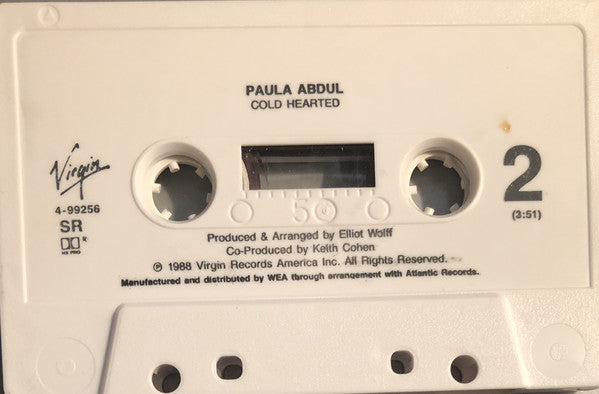 PAULA ABDUL
COLD HEARTED
Virgin
4-99256
SR
HX PRO
50
2
(3:51)
Produced & Arranged by Elliot Wolff
Co-Produced by Keith Cohen
℗ 1988 Virgin Records America Inc. All Rights Reserved.
Manufactured and distributed by WEA through arrangement with Atlantic Records.